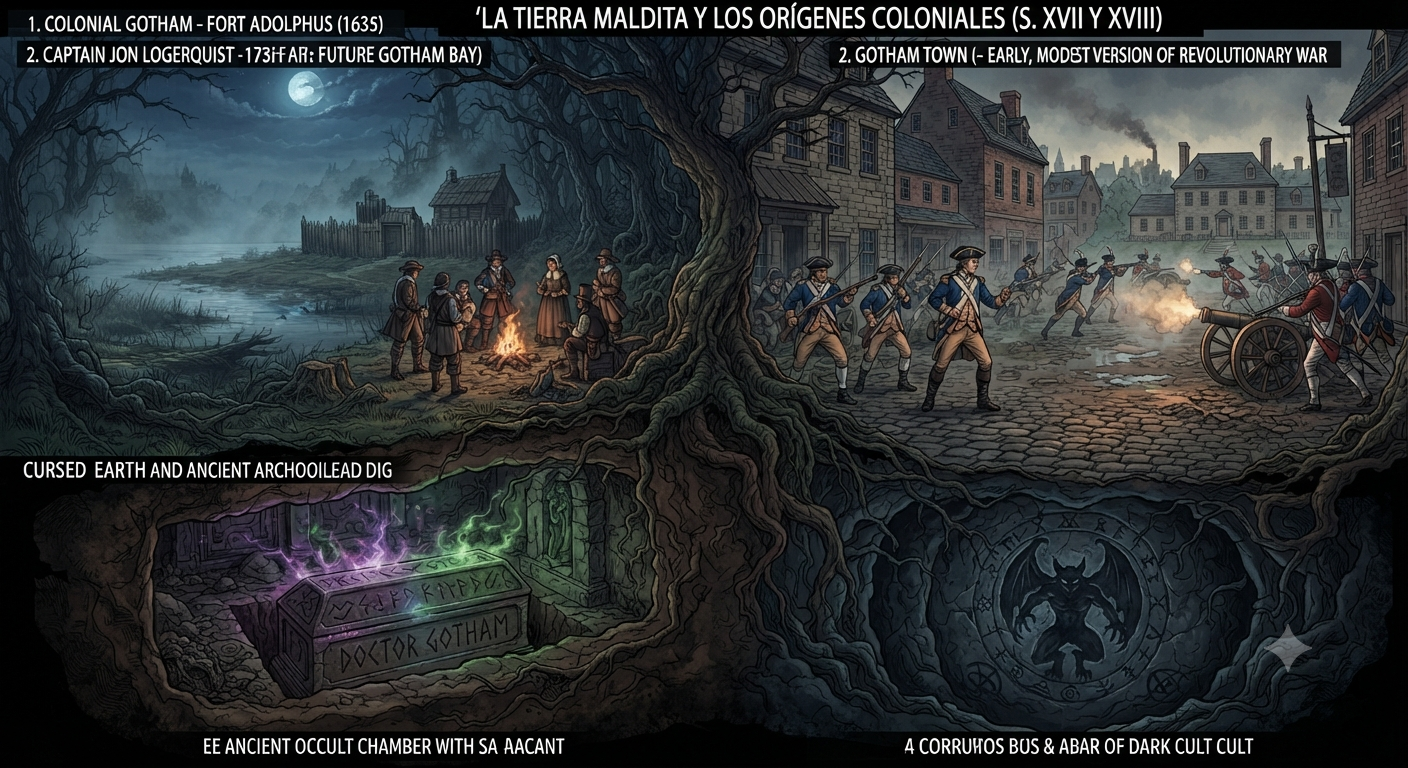 'LA TIERRA MALDITA Y LOS ORÍGENES COLONIALES (S. XVII Y XVIII)
1. COLONIAL GOTHAM - FORT ADOLPHUS (1635)
2. CAPTAIN JON LOGERQUIST - FUTURE GOTHAM BAY)
2. GOTHAM TOWN (- EARLY, MODEST VERSION OF REVOLUTIONARY WAR
CURSED EARTH AND ANCIENT ARCHOOILEAD DIG
DOCTOR GOTHAM
EE ANCIENT OCCULT CHAMBER WITH SA AACANT
4 BUS & ABAR OF DARK CULT CULT